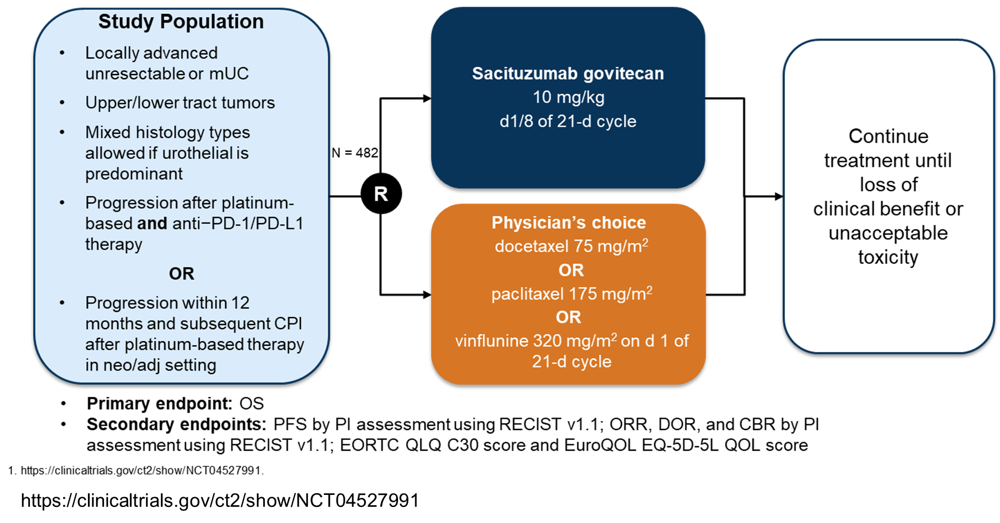 Study Population
• Locally advanced
unresectable or mUC
• Upper/lower tract tumors
• Mixed histology types
allowed if urothelial is
predominant
• Progression after platinum-
based and anti−PD-1/PD-L1
therapy
OR
• Progression within 12
months and subsequent CPI
after platinum-based therapy
in neo/adj setting
N = 482
R
Sacituzumab govitecan
10 mg/kg
d1/8 of 21-d cycle
Physician’s choice
docetaxel 75 mg/m²
OR
paclitaxel 175 mg/m²
OR
vinflunine 320 mg/m² on d 1 of
21-d cycle
Continue
treatment until
loss of
clinical benefit or
unacceptable
toxicity
• Primary endpoint: OS
• Secondary endpoints: PFS by PI assessment using RECIST v1.1; ORR, DOR, and CBR by PI
assessment using RECIST v1.1; EORTC QLQ C30 score and EuroQOL EQ-5D-5L QOL score
1. https://clinicaltrials.gov/ct2/show/NCT04527991.
https://clinicaltrials.gov/ct2/show/NCT04527991